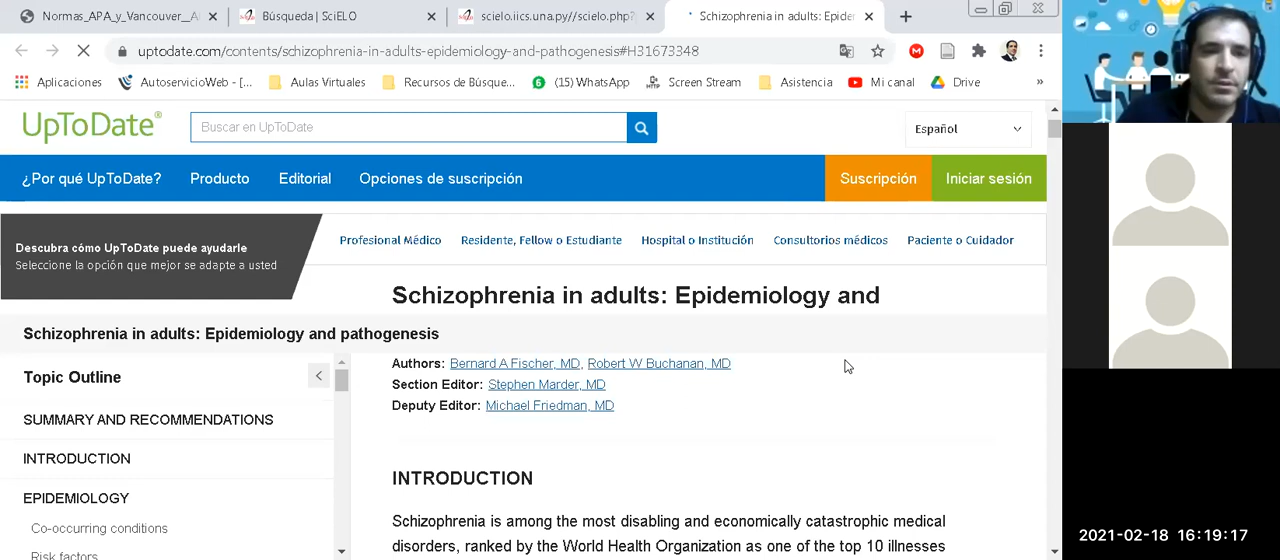 Normas_APA_y_Vancouver__A
Búsqueda | SciELO
scielo.iics.una.py//scielo.php?
Schizophrenia in adults: Epidem
uptodate.com/contents/schizophrenia-in-adults-epidemiology-and-pathogenesis#H31673348
Aplicaciones
AutoservicioWeb - [...
Aulas Virtuales
Recursos de Búsque...
(15) WhatsApp
Screen Stream
Asistencia
Mi canal
Drive
»
UpToDate®
Buscar en UpToDate
Español
¿Por qué UpToDate?
Producto
Editorial
Opciones de suscripción
Suscripción
Iniciar sesión
Descubra cómo UpToDate puede ayudarle
Seleccione la opción que mejor se adapte a usted
Profesional Médico
Residente, Fellow o Estudiante
Hospital o Institución
Consultorios médicos
Paciente o Cuidador
Schizophrenia in adults: Epidemiology and
Schizophrenia in adults: Epidemiology and pathogenesis
Topic Outline
SUMMARY AND RECOMMENDATIONS
INTRODUCTION
EPIDEMIOLOGY
Co-occurring conditions
Risk factors
Authors: Bernard A Fischer, MD, Robert W Buchanan, MD
Section Editor: Stephen Marder, MD
Deputy Editor: Michael Friedman, MD
INTRODUCTION
Schizophrenia is among the most disabling and economically catastrophic medical
disorders, ranked by the World Health Organization as one of the top 10 illnesses
2021-02-18 16:19:17